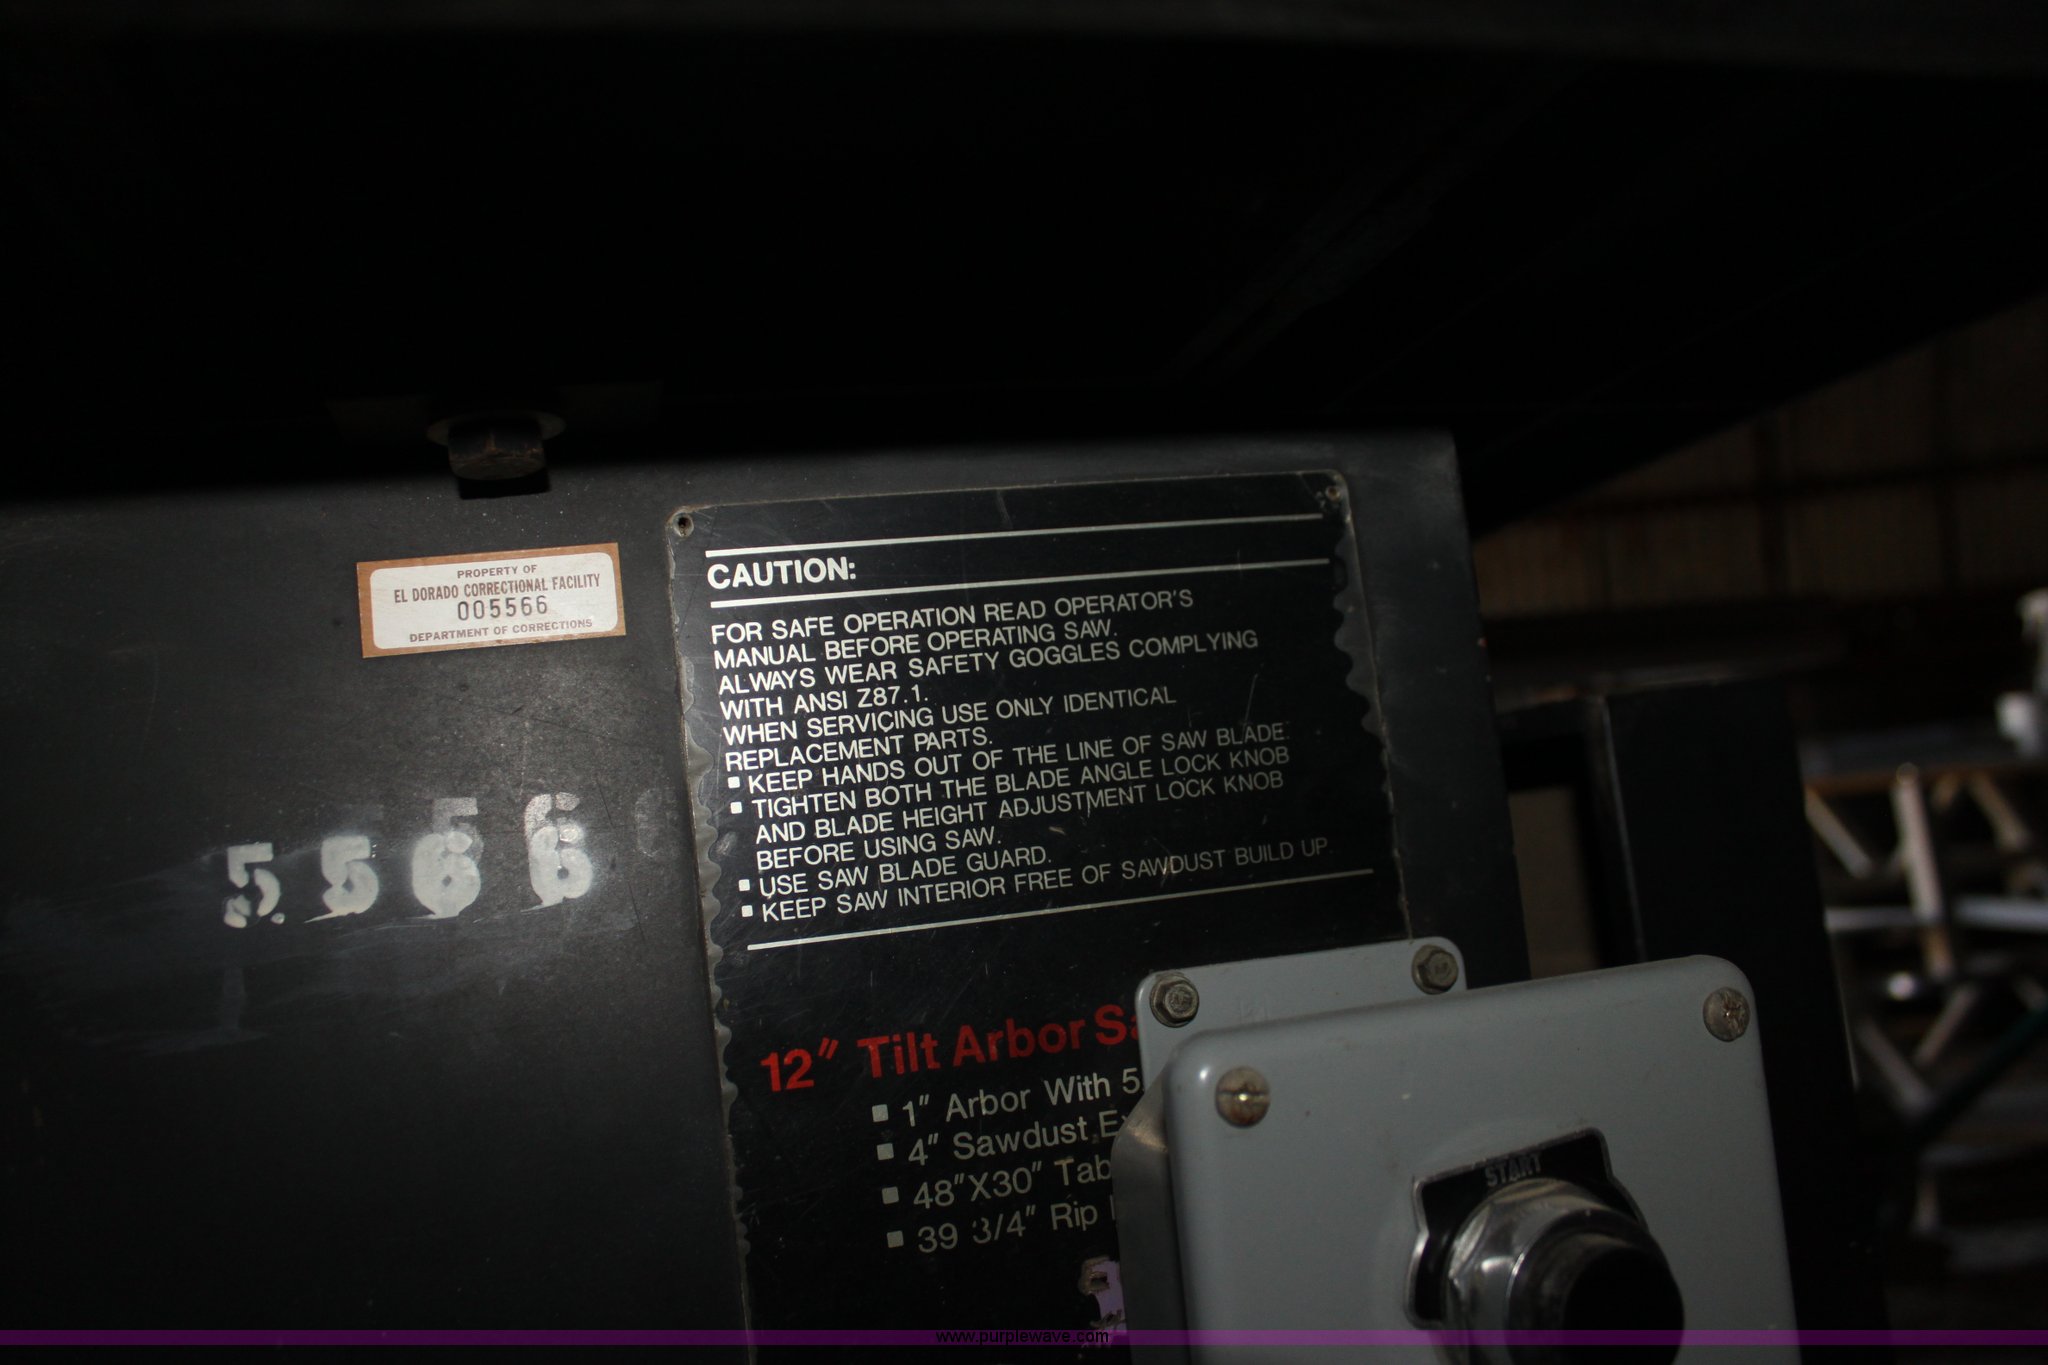 PROPERTY OF
EL DORADO CORRECTIONAL FACILITY
005566
DEPARTMENT OF CORRECTIONS
5566
CAUTION:
FOR SAFE OPERATION READ OPERATOR'S
MANUAL BEFORE OPERATING SAW.
ALWAYS WEAR SAFETY GOGGLES COMPLYING
WITH ANSI Z87.1.
WHEN SERVICING USE ONLY IDENTICAL
REPLACEMENT PARTS.
▪ KEEP HANDS OUT OF THE LINE OF SAW BLADE.
▪ TIGHTEN BOTH THE BLADE ANGLE LOCK KNOB
AND BLADE HEIGHT ADJUSTMENT LOCK KNOB
BEFORE USING SAW.
▪ USE SAW BLADE GUARD.
▪ KEEP SAW INTERIOR FREE OF SAWDUST BUILD UP.
12" Tilt Arbor
▪ 1" Arbor With
▪ 4" Sawdust
▪ 48"X30"
▪ 39 3/4" Rip
START
www.purplewave.com